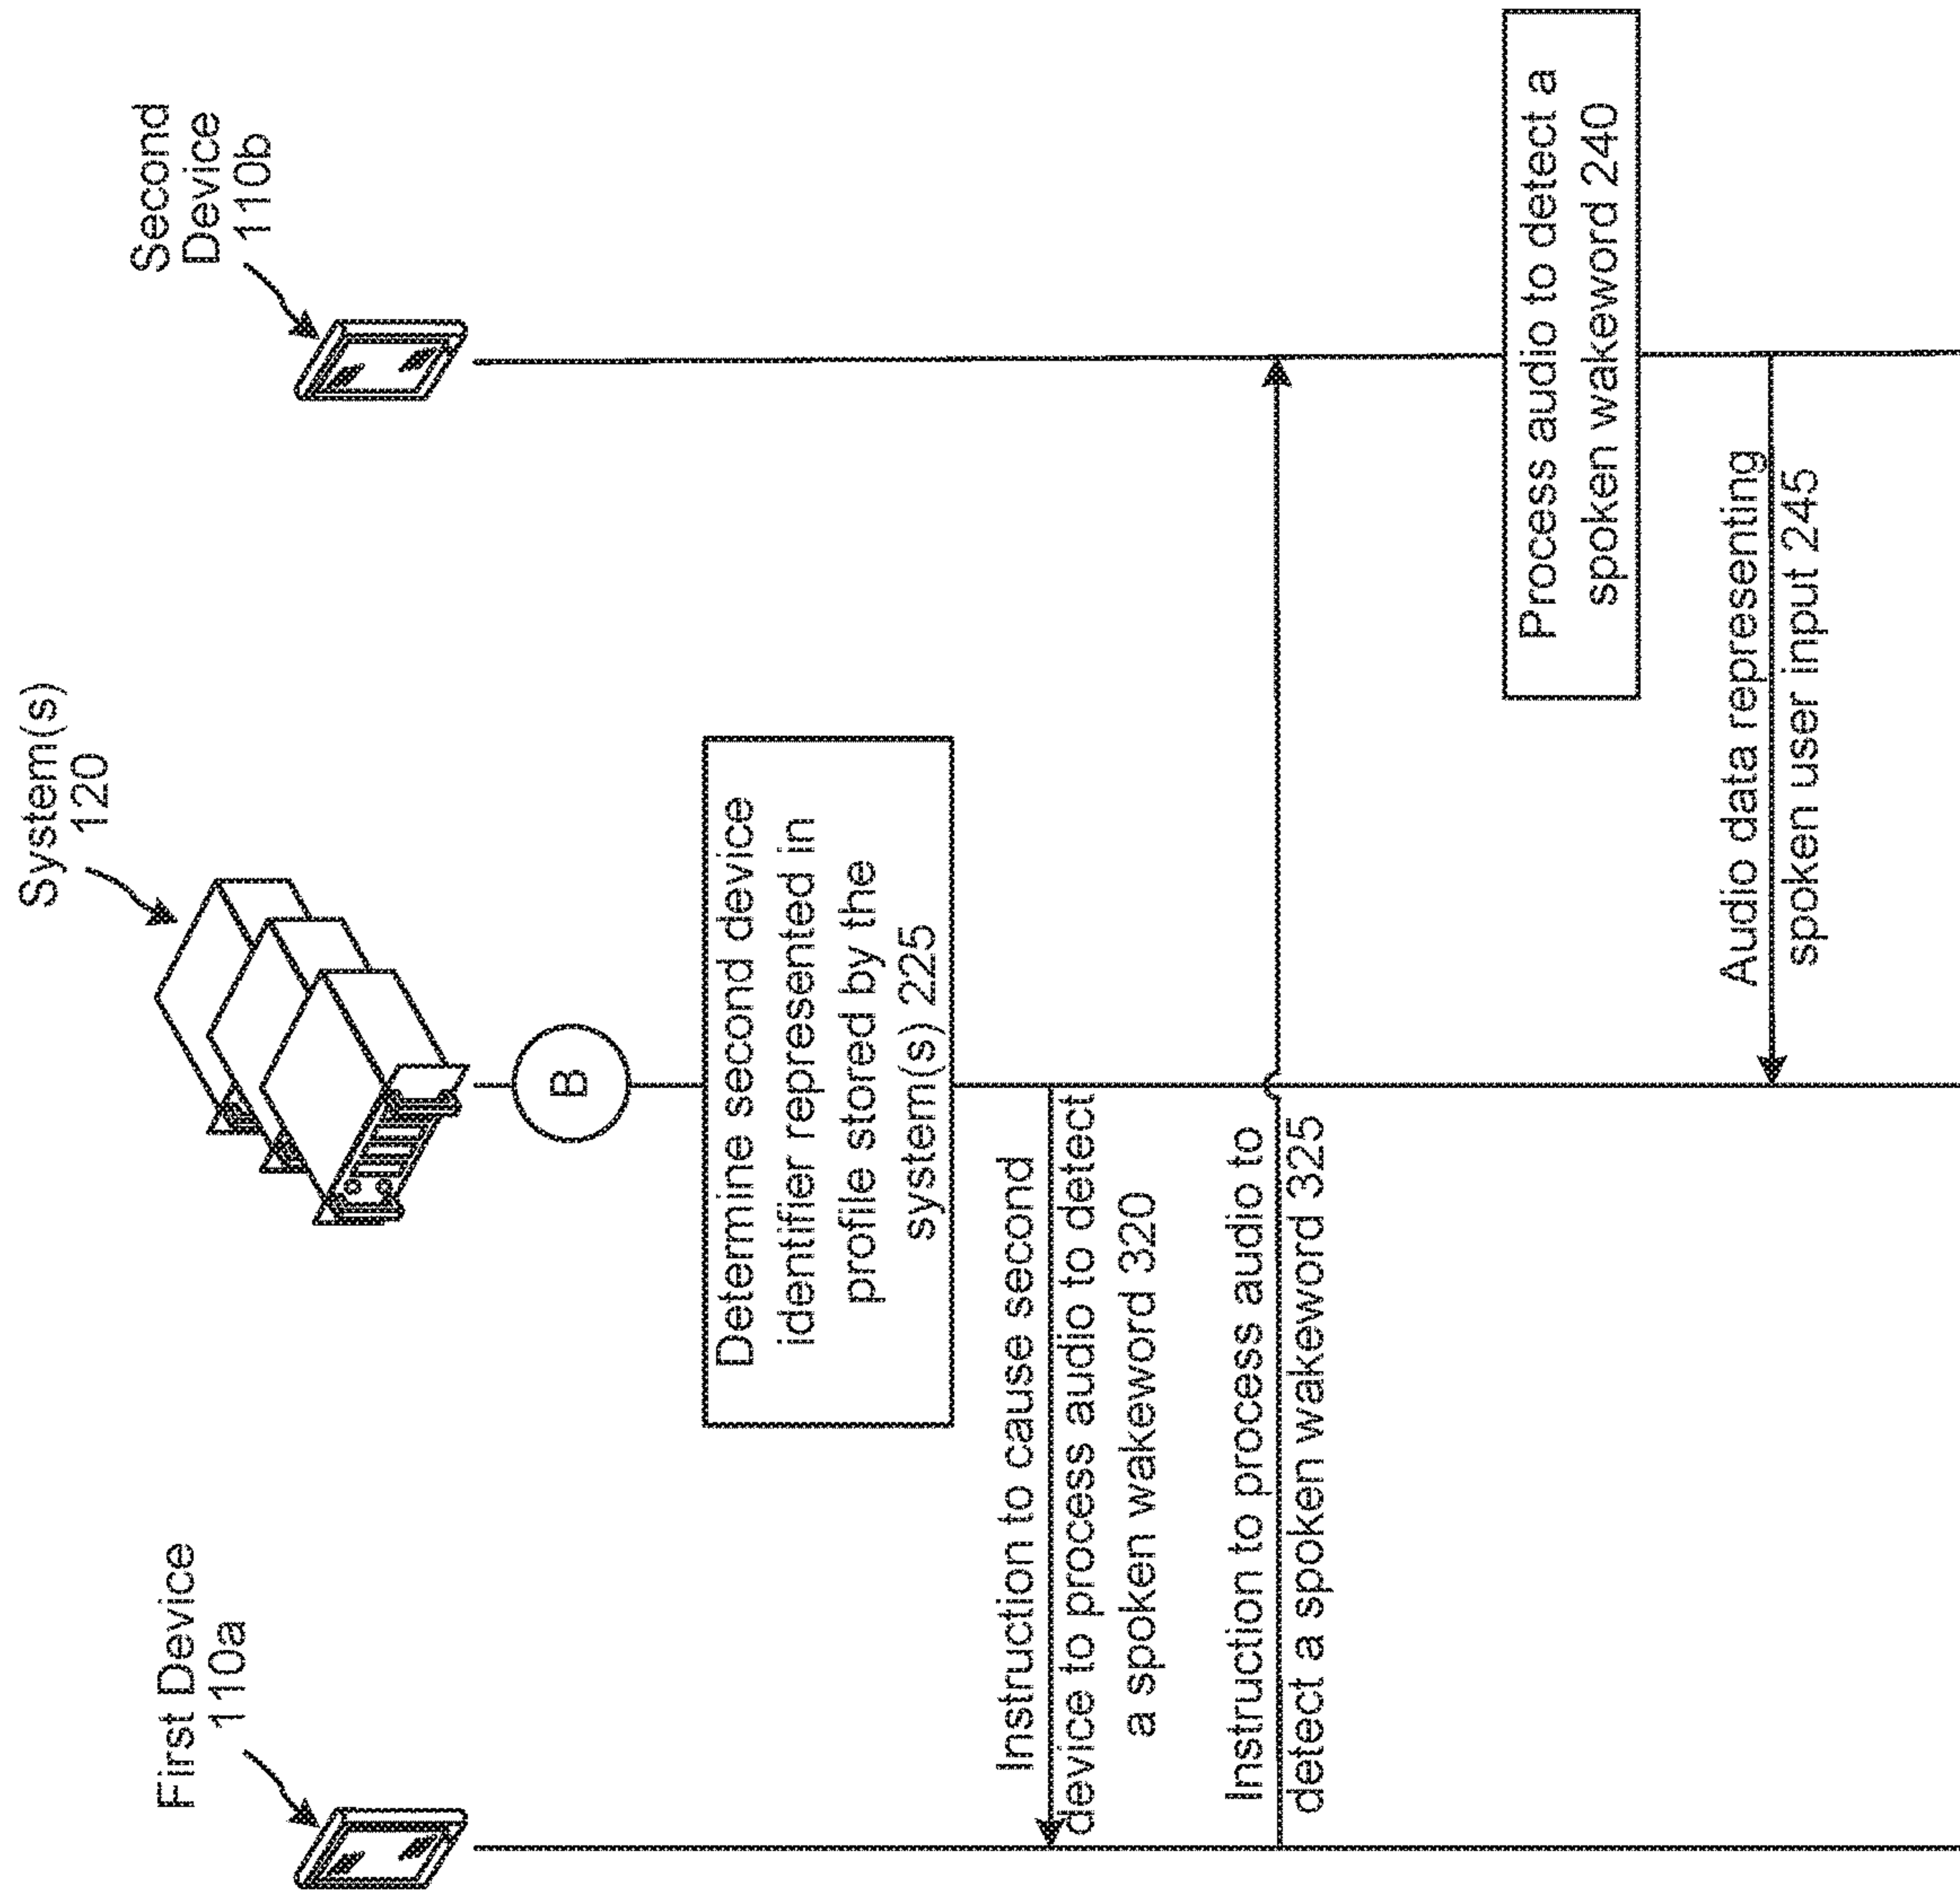 First Device
110a
System(s)
120
Second
Device
110b
B
Determine second device
identifier represented in
profile stored by the
system(s) 225
Instruction to cause second
device to process audio to detect
a spoken wakeword 320
Instruction to process audio to
detect a spoken wakeword 325
Process audio to detect a
spoken wakeword 240
Audio data representing
spoken user input 245